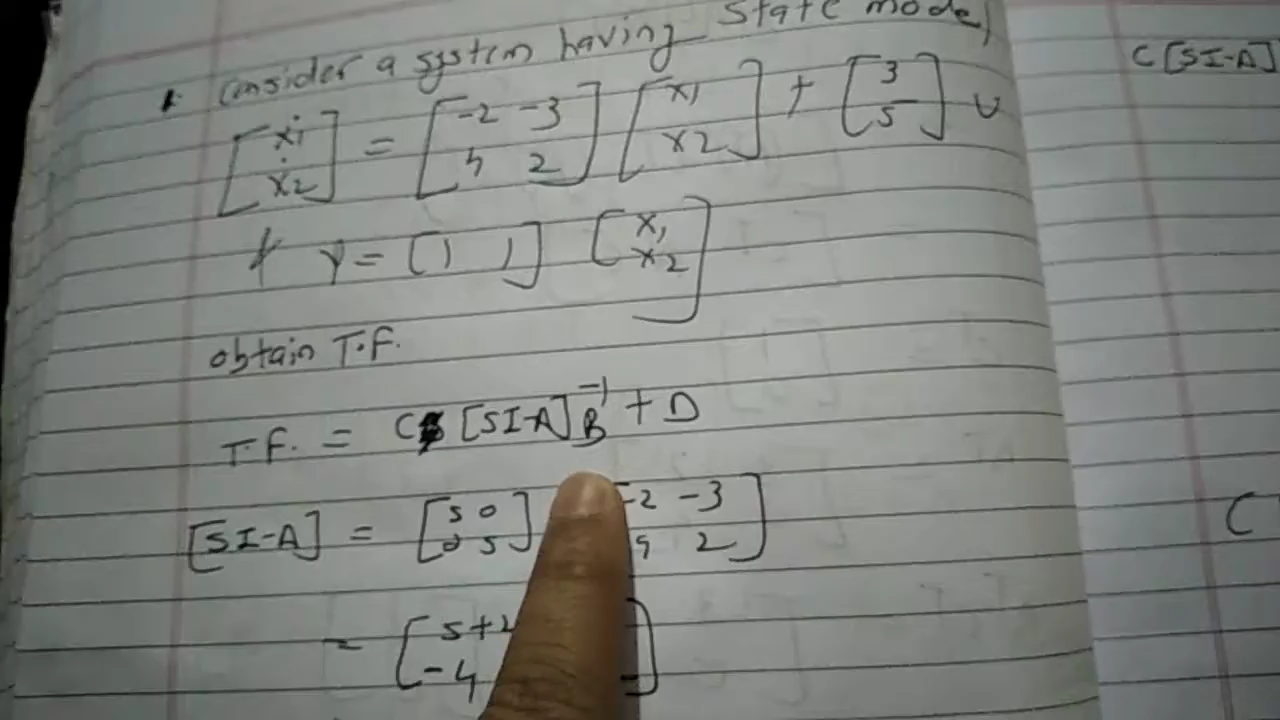 Consider a system having State model
[ẋ1 ẋ2] = [-2 -3 4 2] [x1 x2] + [3 5] u
& Y = [1 1] [x1 x2]
obtain T.F.
T.F. = C [SI-A]⁻¹ B + D
[SI-A] = [s 0 0 s] [-2 -3 4 2]
= [s+2 -4 ]
C[SI-A]
C